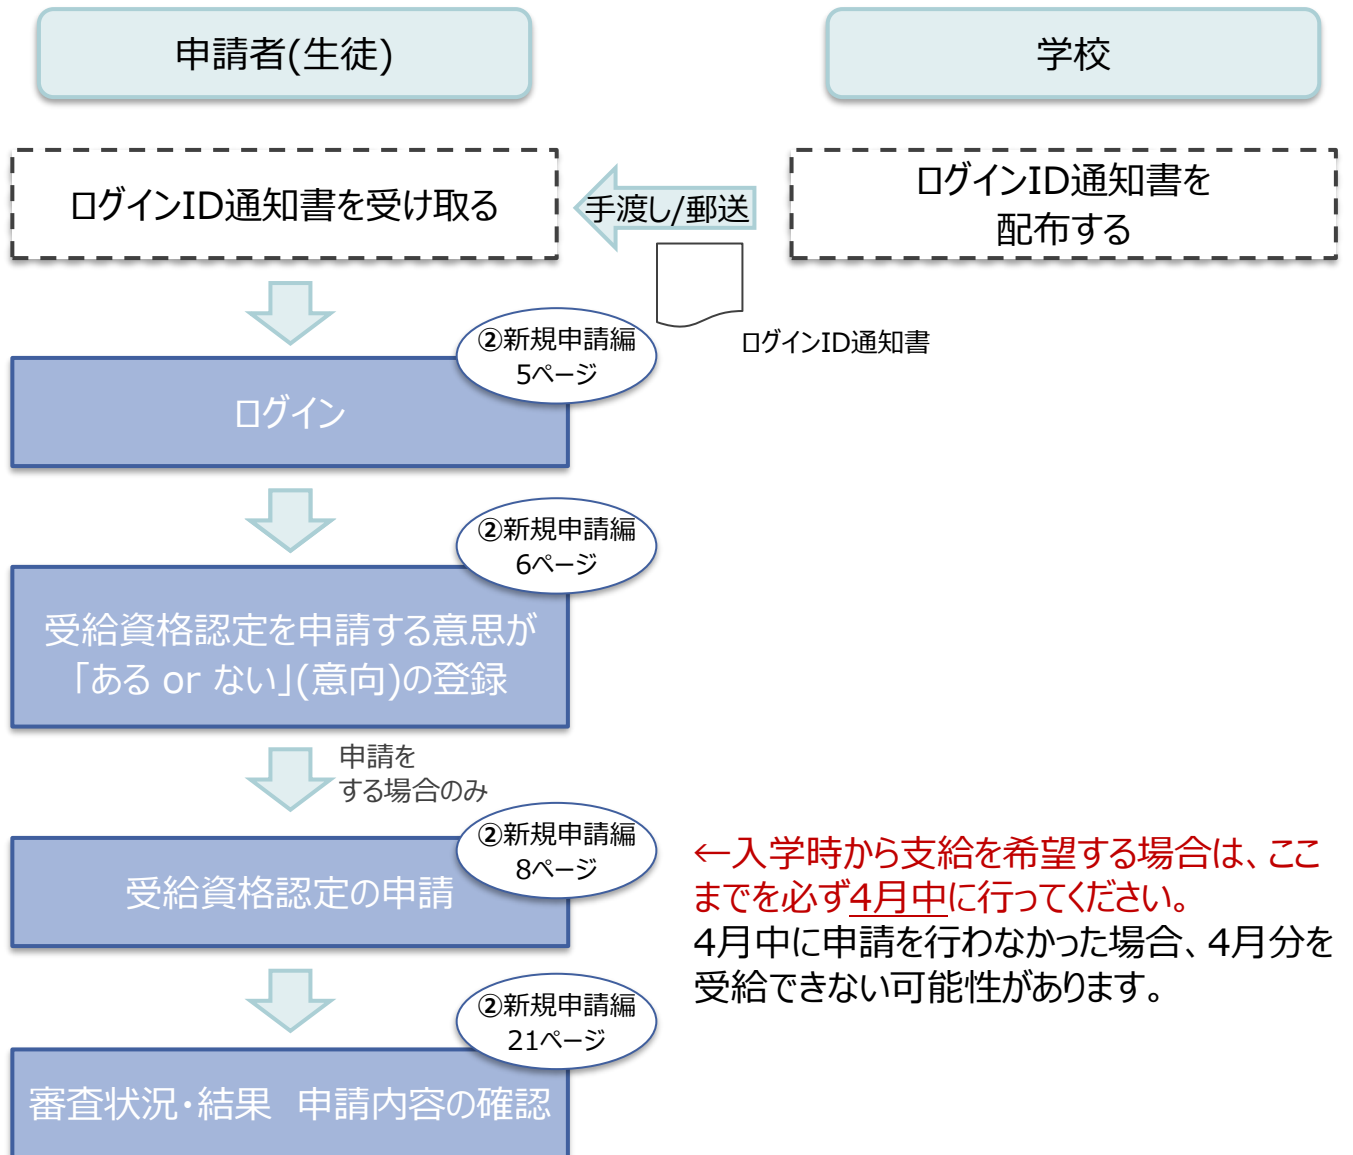 申請者(生徒)
学校
ログインID通知書を受け取る
手渡し/郵送
ログインID通知書を
配布する
ログインID通知書
②新規申請編
5ページ
ログイン
②新規申請編
6ページ
受給資格認定を申請する意思が
「ある or ない」(意向)の登録
申請を
する場合のみ
②新規申請編
8ページ
受給資格認定の申請
←入学時から支給を希望する場合は、ここ
までを必ず4月中に行ってください。
4月中に申請を行わなかった場合、4月分を
受給できない可能性があります。
②新規申請編
21ページ
審査状況・結果　申請内容の確認